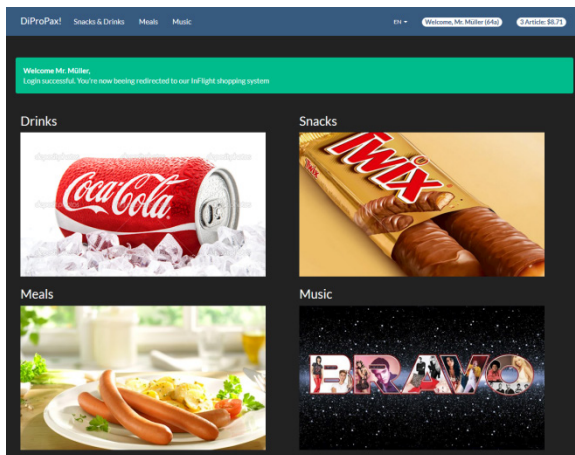 DiProPax! Snacks & Drinks Meals Music EN Welcome, Mr. Müller (64a) 3 Article: $8,71
Welcome Mr. Müller,
Login successful. You're now beeing redirected to our InFlight shopping system
Drinks Snacks
Coca-Cola
TWIX
Meals Music
BRAVO